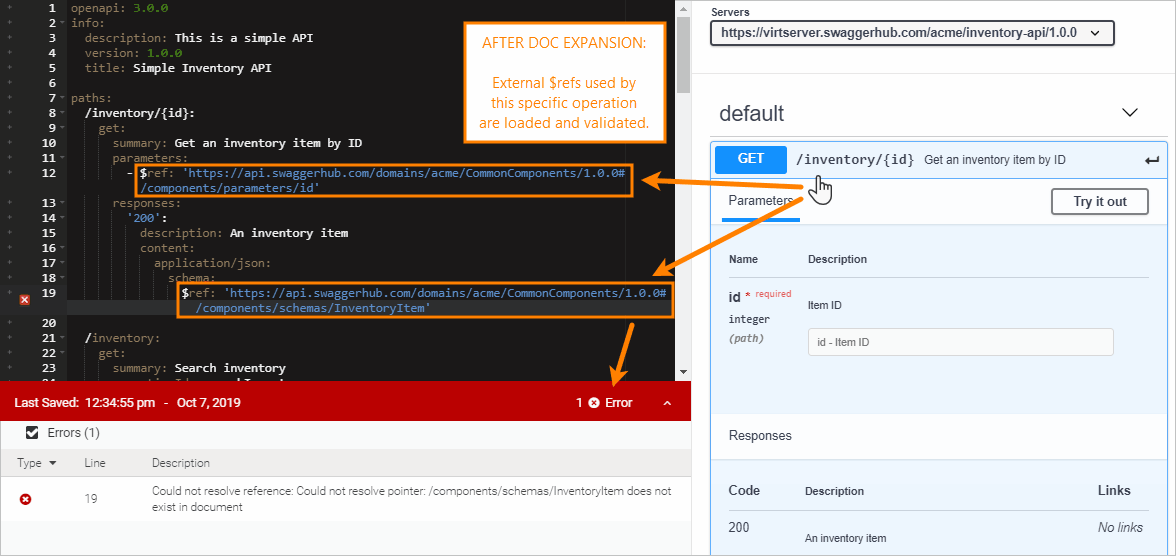 1 openapi: 3.0.0
2 info:
3 description: This is a simple API
4 version: 1.0.0
5 title: Simple Inventory API
6
7 paths:
8 /inventory/{id}:
9 get:
10 summary: Get an inventory item by ID
11 parameters:
12 - $ref: 'https://api.swaggerhub.com/domains/acme/CommonComponents/1.0.0#
/components/parameters/id'
13 responses:
14 '200':
15 description: An inventory item
16 content:
17 application/json:
18 schema:
19 $ref: 'https://api.swaggerhub.com/domains/acme/CommonComponents/1.0.0#
/components/schemas/InventoryItem'
20
21 /inventory:
22 get:
23 summary: Search inventory
AFTER DOC EXPANSION:
External $refs used by
this specific operation
are loaded and validated.
Last Saved: 12:34:55 pm - Oct 7, 2019
1 Error
Errors (1)
Type Line Description
19 Could not resolve reference: Could not resolve pointer: /components/schemas/InventoryItem does not
exist in document
Servers
https://virtserver.swaggerhub.com/acme/inventory-api/1.0.0
default
GET /inventory/{id} Get an inventory item by ID
Parameters
Try it out
Name Description
id * required
Item ID
integer
(path)
id - Item ID
Responses
Code Description Links
200 An inventory item No links